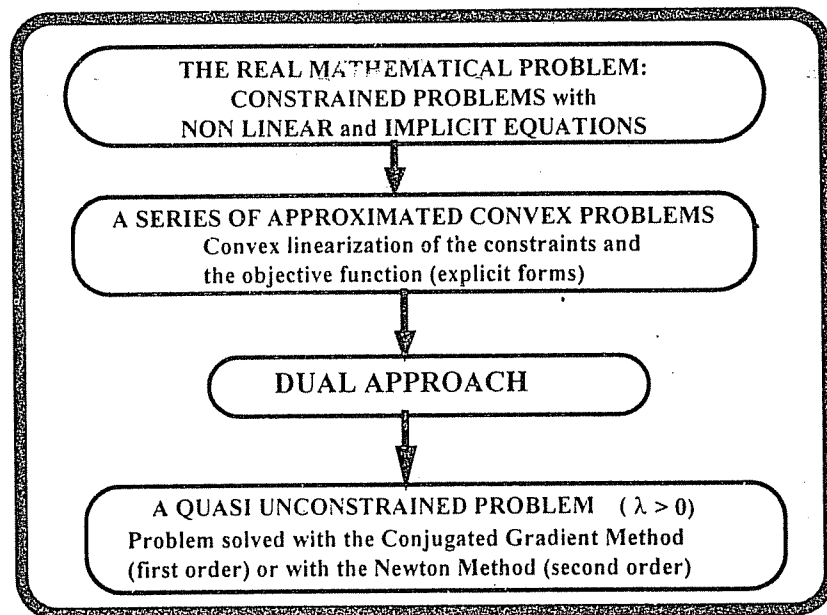 THE REAL MATHEMATICAL PROBLEM:
CONSTRAINED PROBLEMS with
NON LINEAR and IMPLICIT EQUATIONS
A SERIES OF APPROXIMATED CONVEX PROBLEMS
Convex linearization of the constraints and
the objective function (explicit forms)
DUAL APPROACH
A QUASI UNCONSTRAINED PROBLEM ( λ > 0)
Problem solved with the Conjugated Gradient Method
(first order) or with the Newton Method (second order)